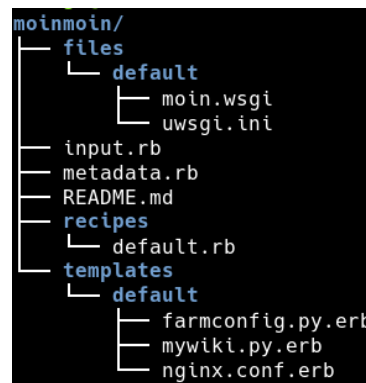 moinmoin/
├── files
│   └── default
│       ├── moin.wsgi
│       └── uwsgi.ini
├── input.rb
├── metadata.rb
├── README.md
├── recipes
│   └── default.rb
└── templates
    └── default
        ├── farmconfig.py.erb
        ├── mywiki.py.erb
        └── nginx.conf.erb